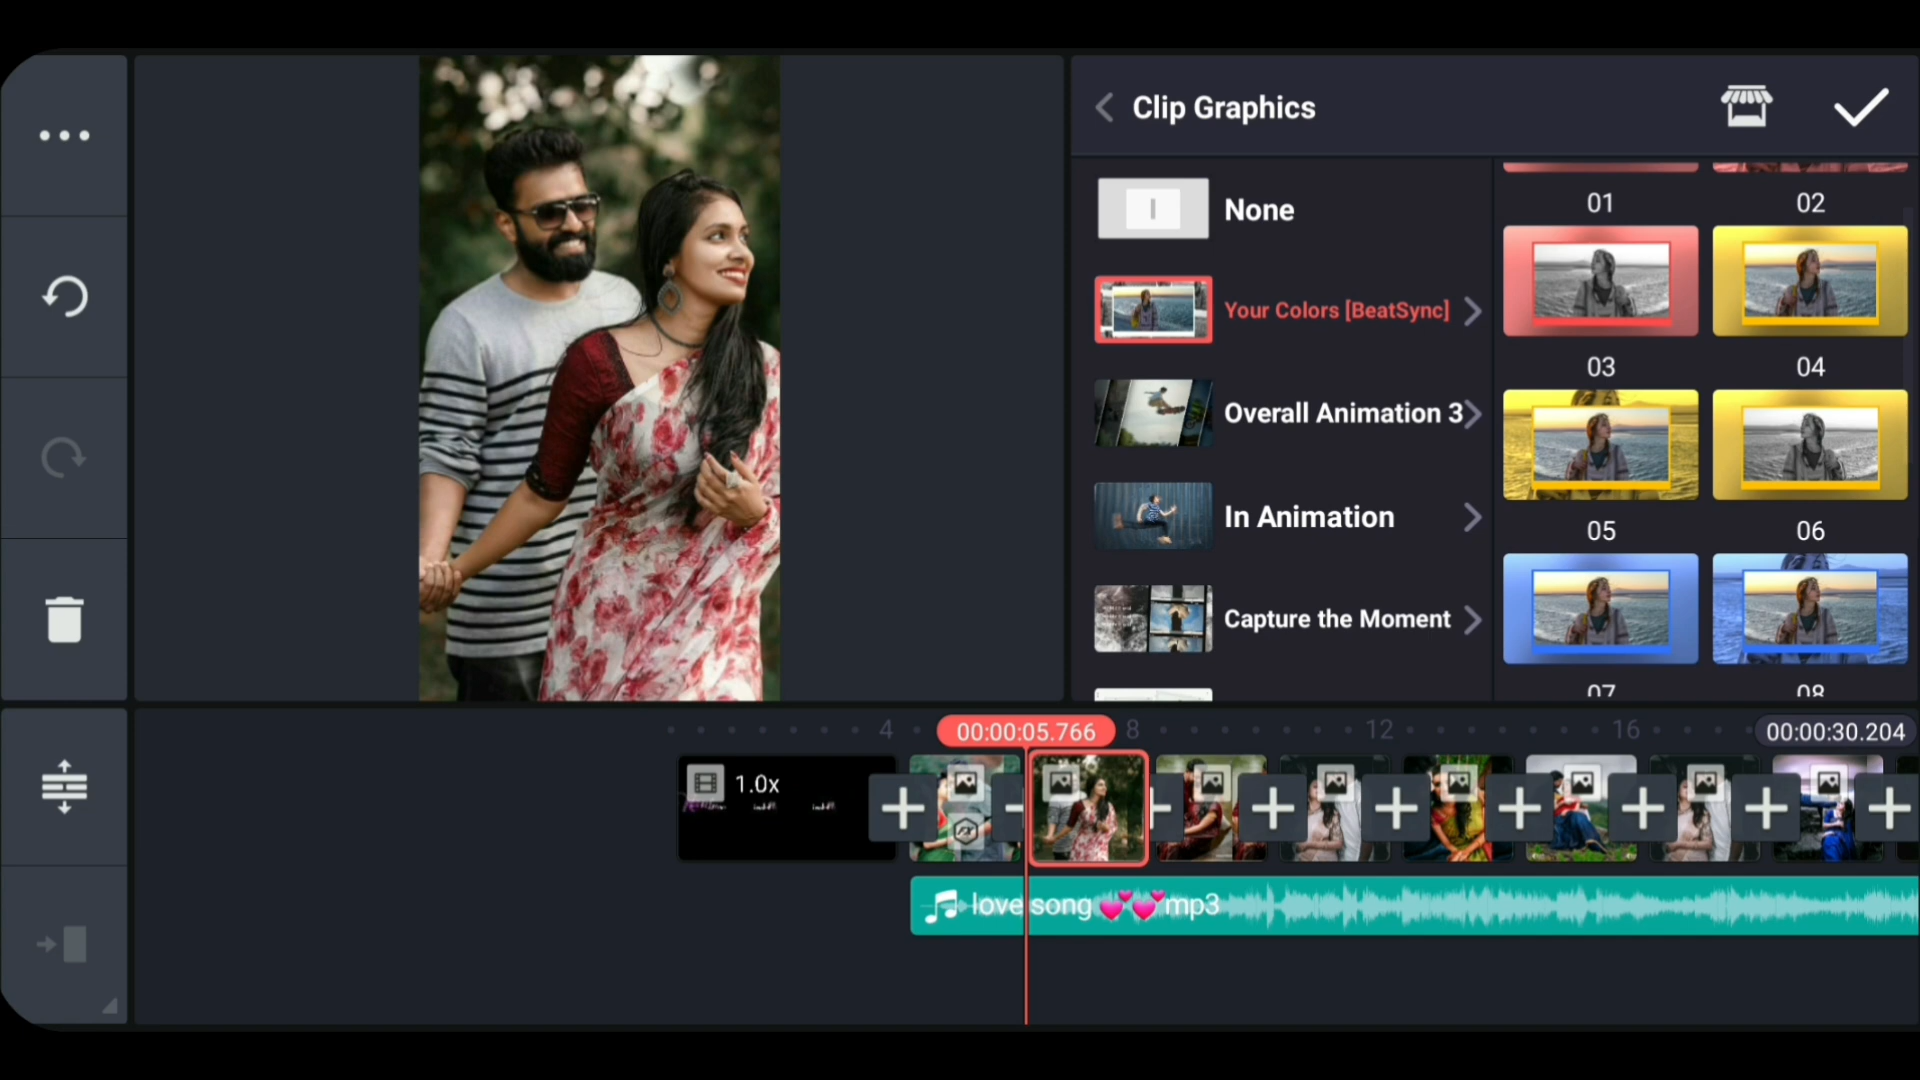 Clip Graphics
None
Your Colors [BeatSync]
Overall Animation 3
In Animation
Capture the Moment
01
02
03
04
05
06
07
08
4
00:00:05.766
8
12
16
00:00:30.204
1.0x
love song 💕💕mp3